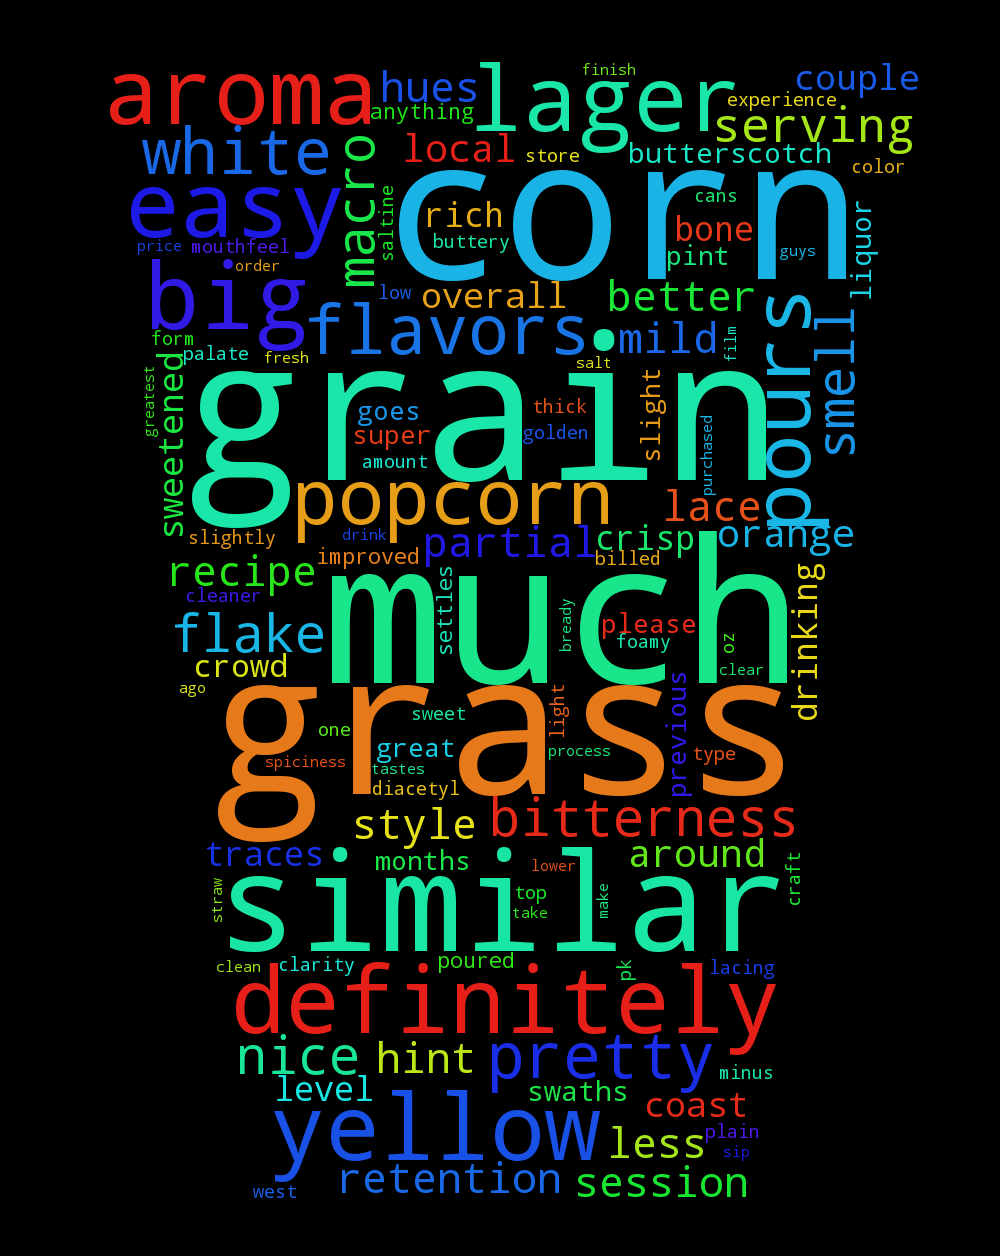 finish
aroma
hues
lager
couple
anything
experience
serving
white
macro
local
store
butterscotch
color
easy
saltine
corn
rich
cans
bone
liquor
price
mouthfeel
buttery
pint
guys
order
big
low
overall
better
flavors
mild
film
pours
smell
form
palate
fresh
salt
greatest
sweetened
grain
goes
thick
slight
super
golden
purchased
amount
popcorn
lace
orange
slightly
drink
partial
crisp
improved
billed
recipe
cleaner
settles
much
bready
drinking
flake
please
foamy
oz
crowd
clear
ago
grass
sweet
light
previous
one
great
process
type
spiciness
tastes
diacetyl
style
bitterness
traces
months
around
lower
craft
straw
similar
top
make
take
clean
clarity
poured
pk
lacing
definitely
nice
hint
pretty
minus
level
swaths
coast
yellow
less
plain
sip
retention
session
west